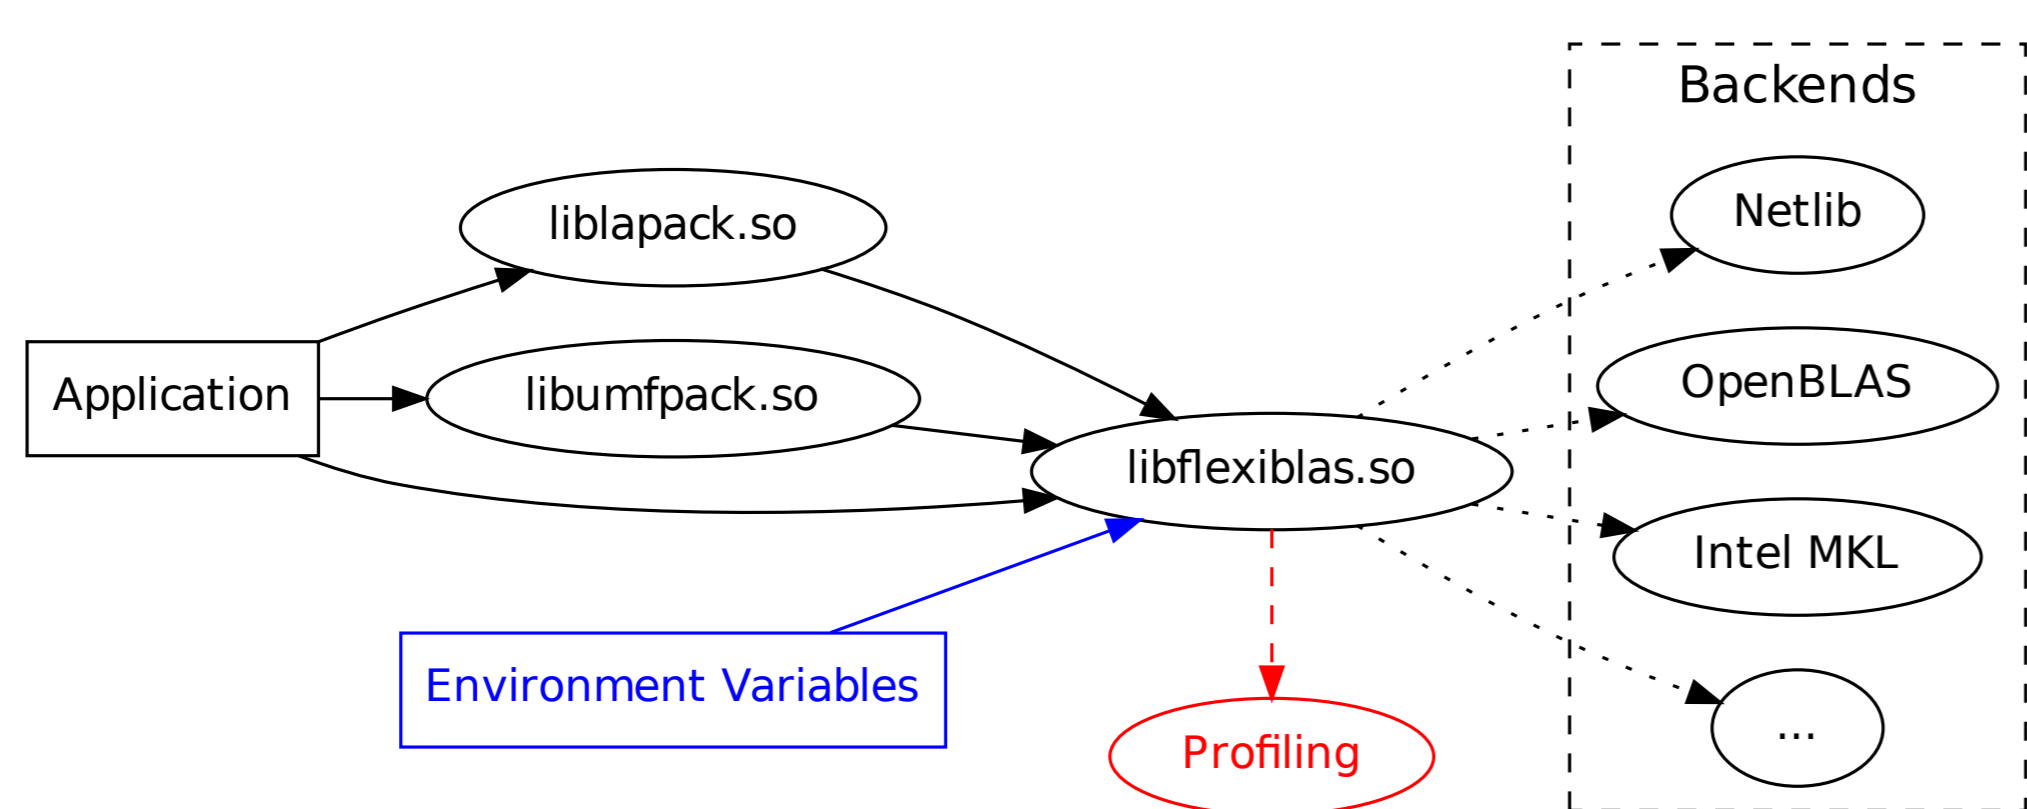 Backends
liblapack.so
Netlib
Application
libumfpack.so
OpenBLAS
libflexiblas.so
Intel MKL
Environment Variables
Profiling
...